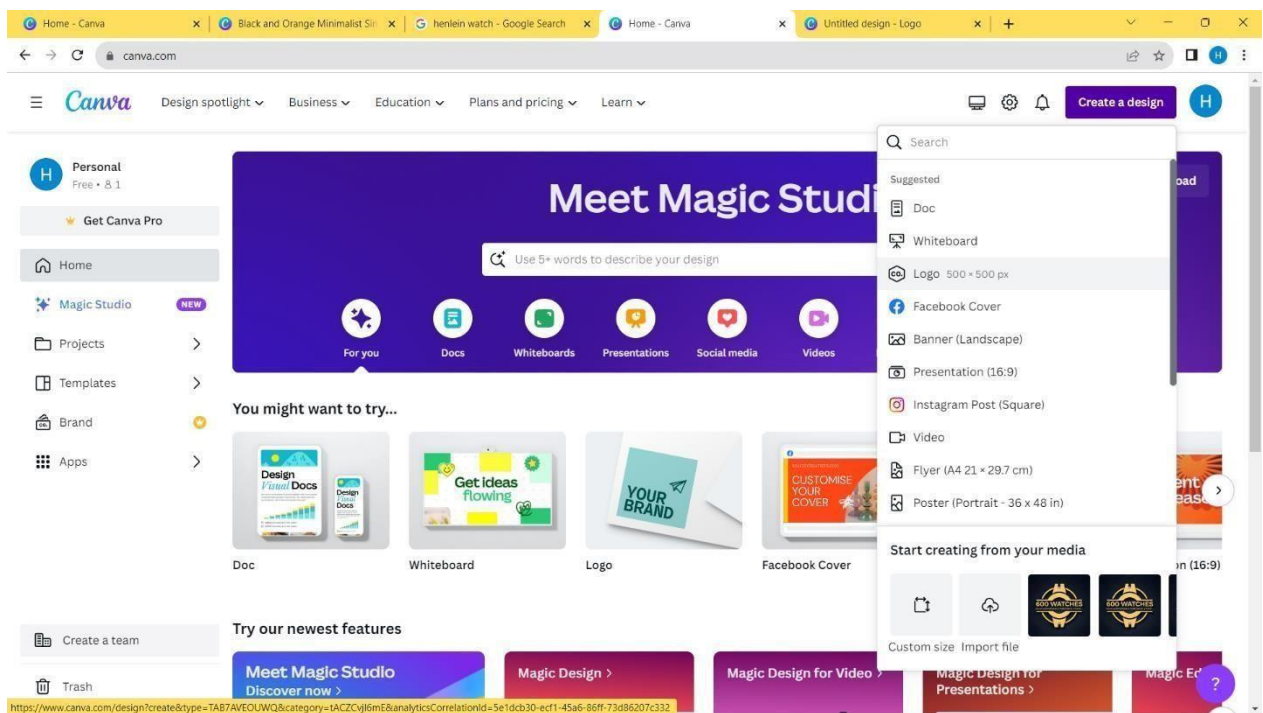 Home - Canva
Black and Orange Minimalist Sim
henlein watch - Google Search
Home - Canva
Untitled design - Logo
canva.com
H
Canva
Design spotlight
Business
Education
Plans and pricing
Learn
Create a design
H
H
Personal
Free • 1
Get Canva Pro
Home
Magic Studio NEW
Projects
Templates
Brand
Apps
Create a team
Trash
Meet Magic Studi
oad
Use 5+ words to describe your design
For you
Docs
Whiteboards
Presentations
Social media
Videos
You might want to try...
Design
Visual Docs
Design
Visual
Docs
Get ideas
flowing
YOUR
BRAND
CUSTOMISE
YOUR
COVER
Doc
Whiteboard
Logo
Facebook Cover
on (16:9)
Try our newest features
Meet Magic Studio
Discover now >
Magic Design >
Magic Design for Video >
Magic Design for
Presentations >
Magic Ed
?
Search
Suggested
Doc
Whiteboard
CO.
Logo 500 × 500 px
Facebook Cover
Banner (Landscape)
Presentation (16:9)
Instagram Post (Square)
Video
Flyer (A4 21 × 29.7 cm)
Poster (Portrait - 36 x 48 in)
Start creating from your media
600 WATCHES
600 WATCHES
Custom size
Import file
https://www.canva.com/design?create&type=TAB7AVEOUWQ&category=tACZCvjI6mE&analyticsCorrelationId=5e1dcb30-ecf1-45a6-86ff-73d86207c332